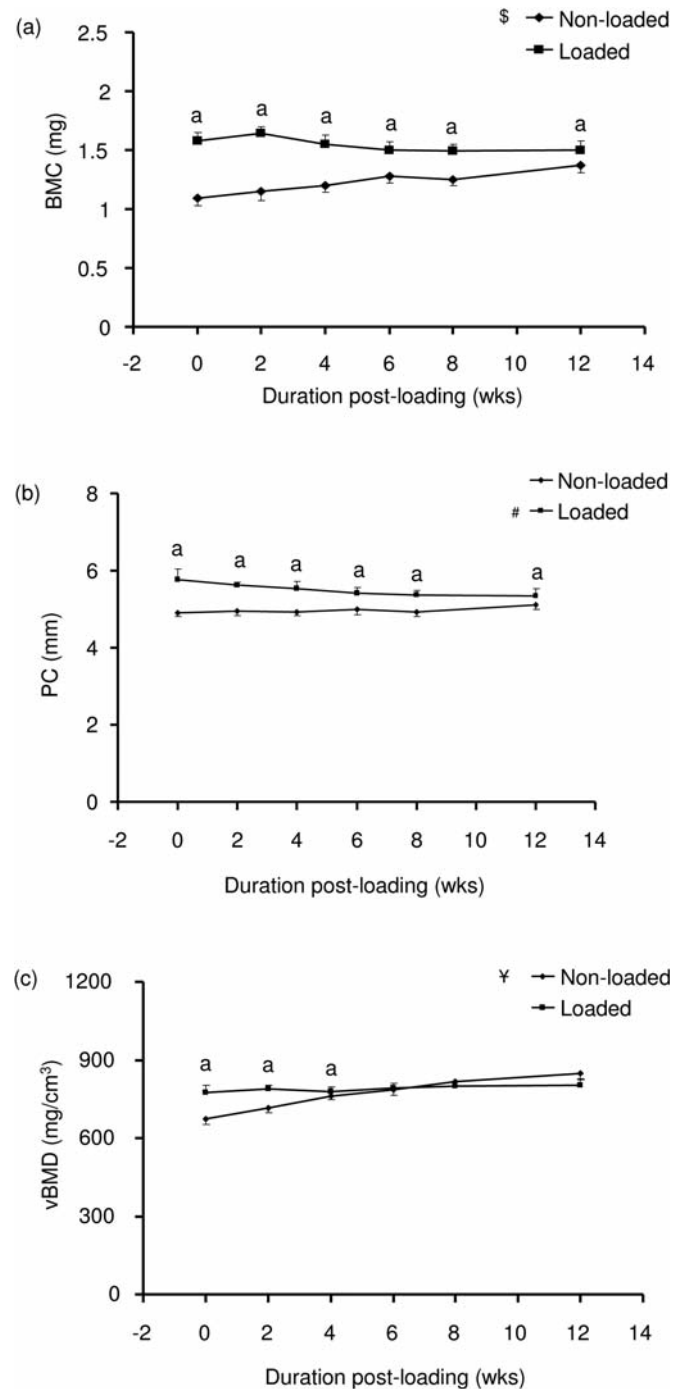 (a)
$ Non-loaded
Loaded
2.5
2
1.5
1
0.5
0
BMC (mg)
a a a a a a
-2 0 2 4 6 8 10 12 14
Duration post-loading (wks)
(b)
Non-loaded
# Loaded
8
6
4
2
0
PC (mm)
a a a a a a
-2 0 2 4 6 8 10 12 14
Duration post-loading (wks)
(c)
¥ Non-loaded
Loaded
1200
900
600
300
0
vBMD (mg/cm³)
a a a
-2 0 2 4 6 8 10 12 14
Duration post-loading (wks)